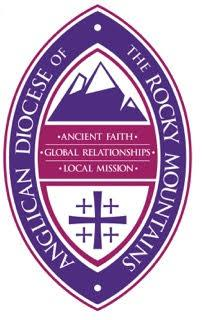 ANGLICAN DIOCESE OF THE ROCKY MOUNTAINS
• ANCIENT FAITH •
• GLOBAL RELATIONSHIPS •
• LOCAL MISSION •